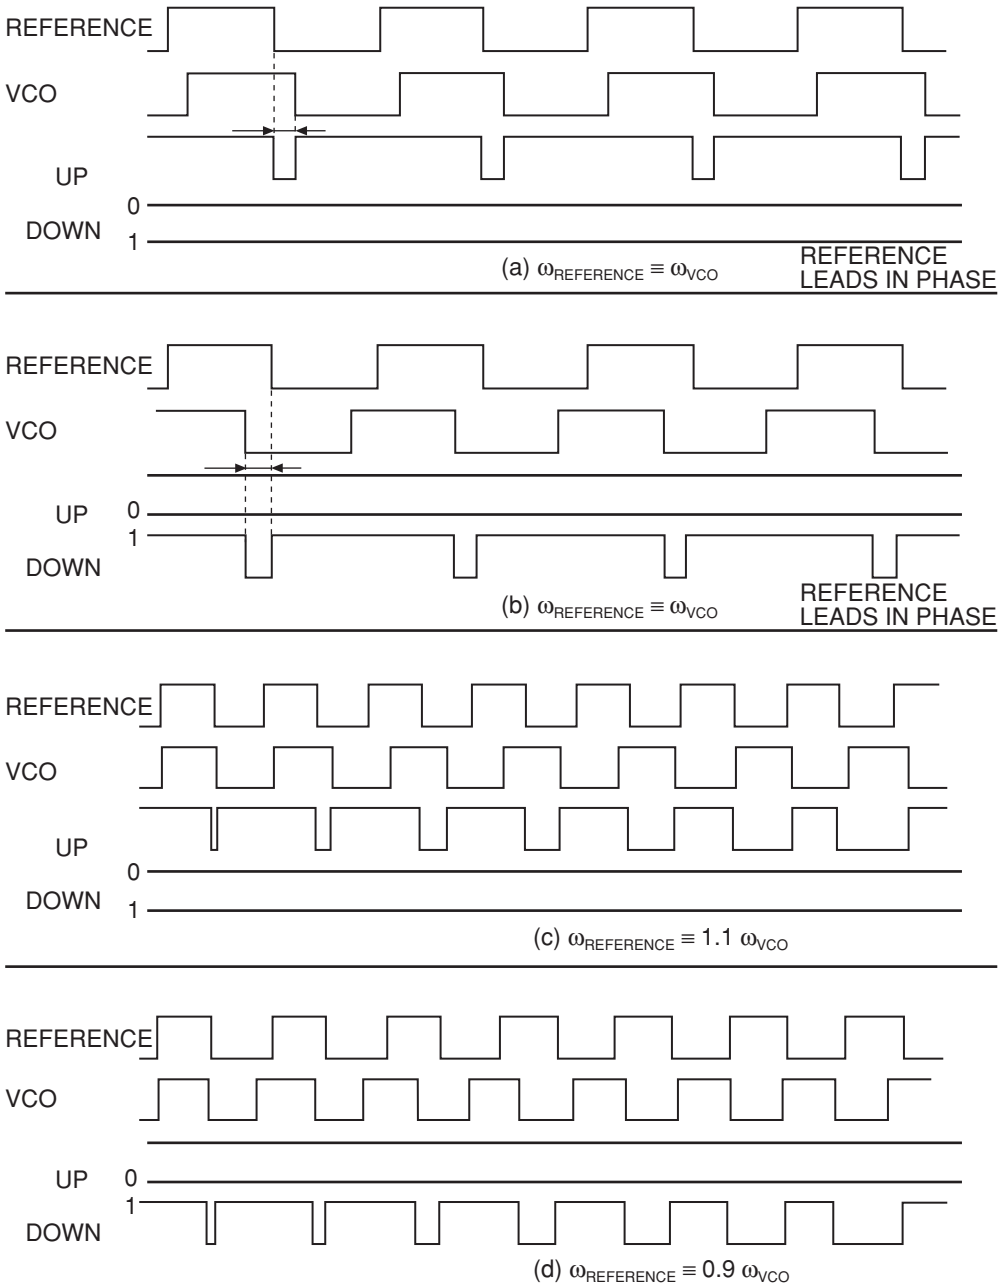 REFERENCE
VCO
UP
0
DOWN
1
(a) ωREFERENCE ≡ ωVCO
REFERENCE
LEADS IN PHASE
REFERENCE
VCO
UP
0
1
DOWN
(b) ωREFERENCE ≡ ωVCO
REFERENCE
LEADS IN PHASE
REFERENCE
VCO
UP
0
DOWN
1
(c) ωREFERENCE ≡ 1.1 ωVCO
REFERENCE
VCO
UP
0
1
DOWN
(d) ωREFERENCE ≡ 0.9 ωVCO